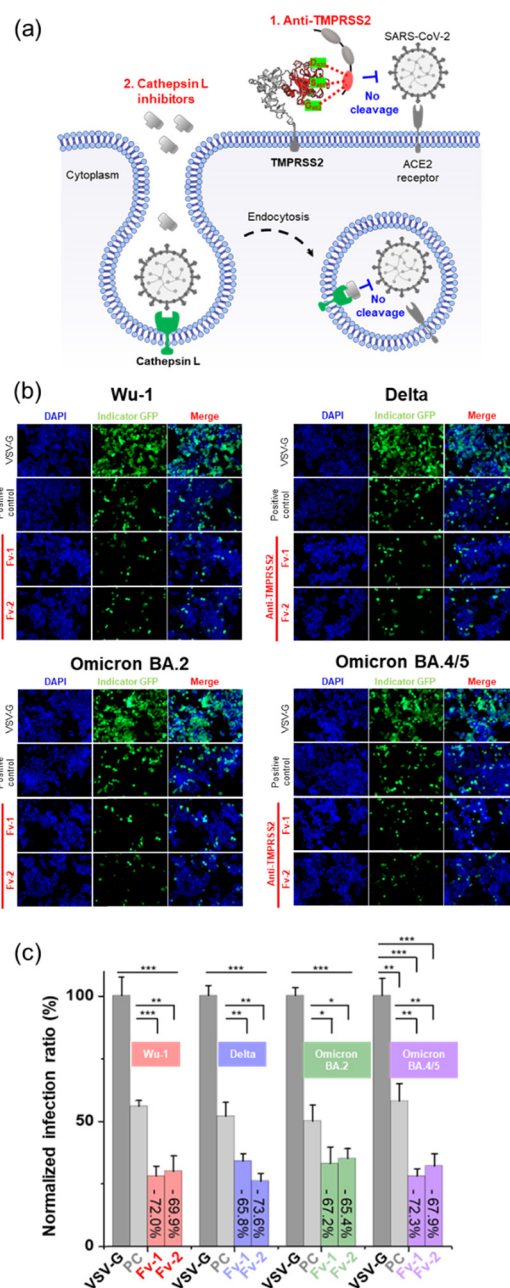 (a)
1. Anti-TMPRSS2
SARS-CoV-2
2. Cathepsin L
inhibitors
No
cleavage
Cytoplasm
TMPRSS2
ACE2
receptor
Endocytosis
No
cleavage
Cathepsin L
(b)
Wu-1
DAPI
Indicator GFP
Merge
VSV-G
Positive
control
Fv-1
Fv-2
Delta
DAPI
Indicator GFP
Merge
VSV-G
Positive
control
Anti-TMPRSS2
Fv-1
Fv-2
Omicron BA.2
DAPI
Indicator GFP
Merge
VSV-G
Positive
control
Fv-1
Fv-2
Omicron BA.4/5
DAPI
Indicator GFP
Merge
VSV-G
Positive
control
Anti-TMPRSS2
Fv-1
Fv-2
(c)
Normalized infection ratio (%)
100
50
0
***
**
***
Wu-1
- 72.0%
- 69.9%
VSV-G
PC
Fv-1
Fv-2
***
**
**
Delta
- 65.8%
- 73.6%
VSV-G
PC
Fv-1
Fv-2
***
*
*
Omicron
BA.2
- 67.2%
- 65.4%
VSV-G
PC
Fv-1
Fv-2
***
***
**
**
**
Omicron
BA.4/5
- 72.3%
- 67.9%
VSV-G
PC
Fv-1
Fv-2